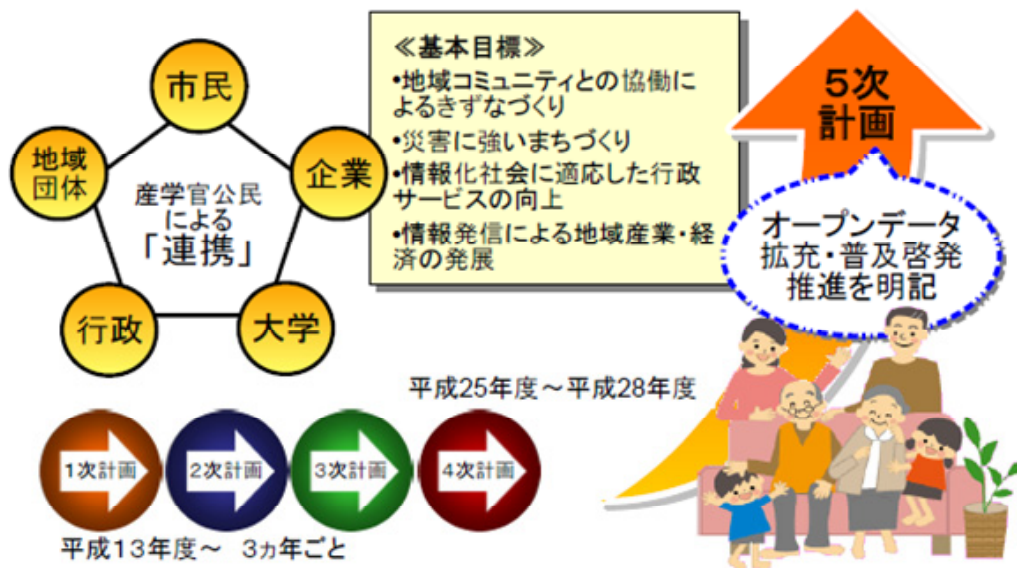 市民
地域
団体
企業
産学官公民
による
「連携」
行政
大学
≪基本目標≫
•地域コミュニティとの協働に
よるきずなづくり
•災害に強いまちづくり
•情報化社会に適応した行政
サービスの向上
•情報発信による地域産業・経
済の発展
5次
計画
オープンデータ
拡充・普及啓発
推進を明記
平成25年度～平成28年度
1次計画
2次計画
3次計画
4次計画
平成13年度～ 3ヵ年ごと